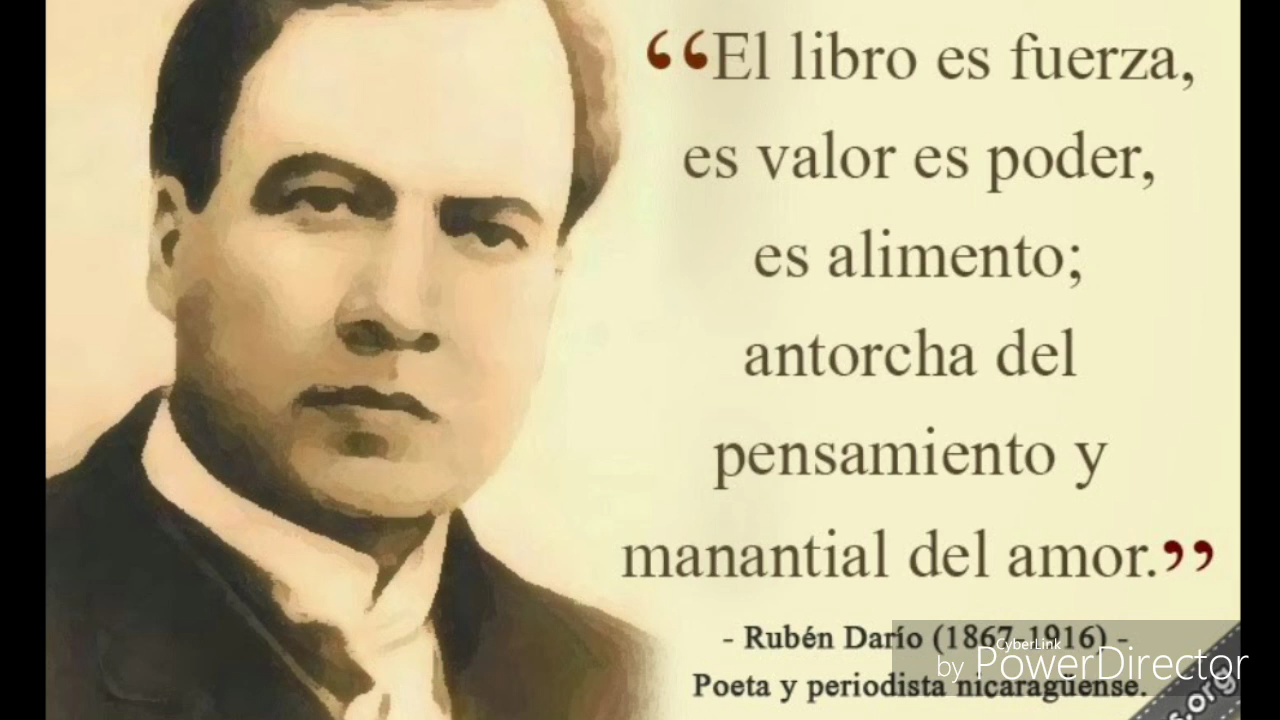 “El libro es fuerza,
es valor es poder,
es alimento;
antorcha del
pensamiento y
manantial del amor.”
- Rubén Darío (1867-1916) -
Poeta y periodista nicaragüense.
CyberLink
by PowerDirector
s.org